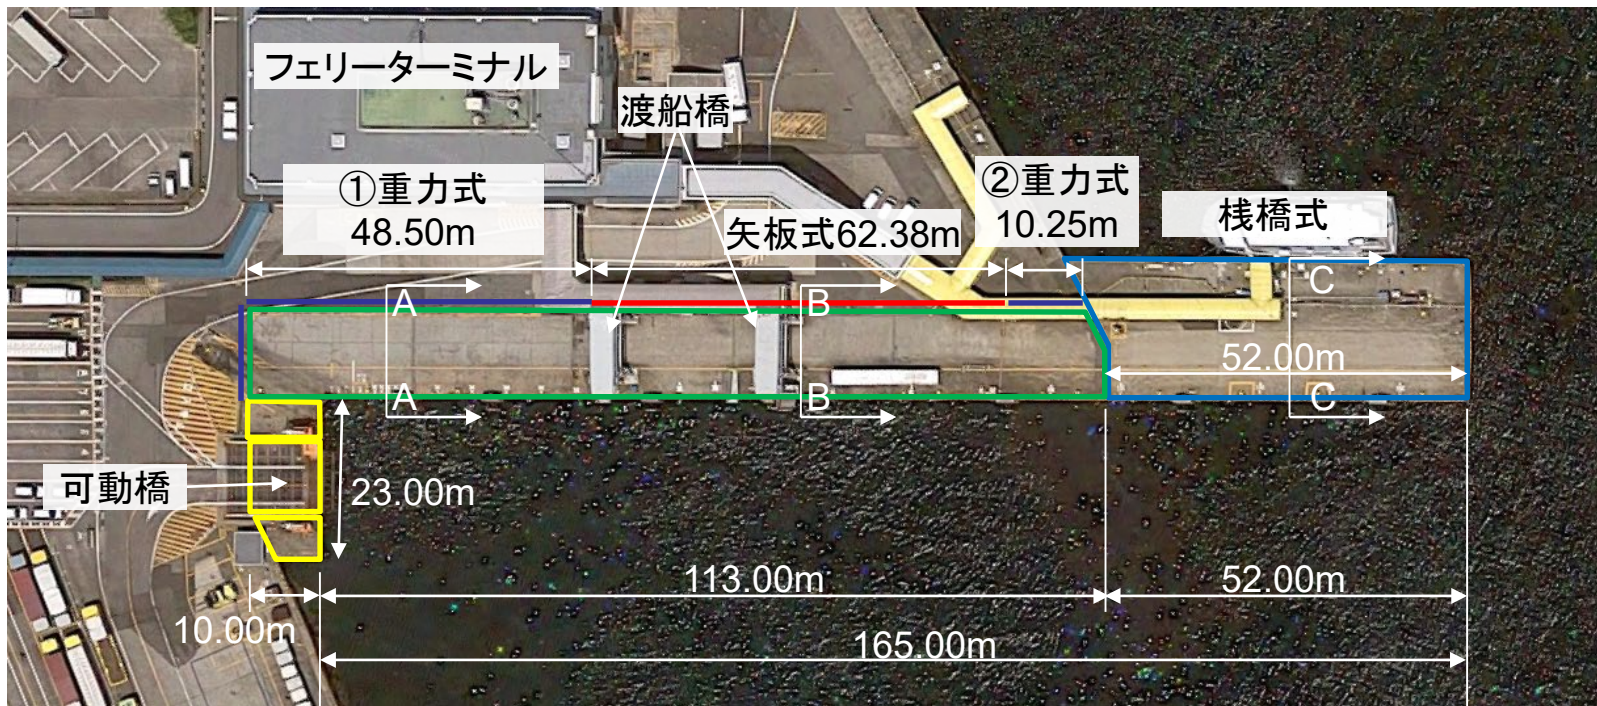 フェリーターミナル
渡船橋
①重力式
48.50m
矢板式62.38m
②重力式
10.25m
桟橋式
A
B
C
A
B
C
52.00m
可動橋
23.00m
10.00m
113.00m
52.00m
165.00m